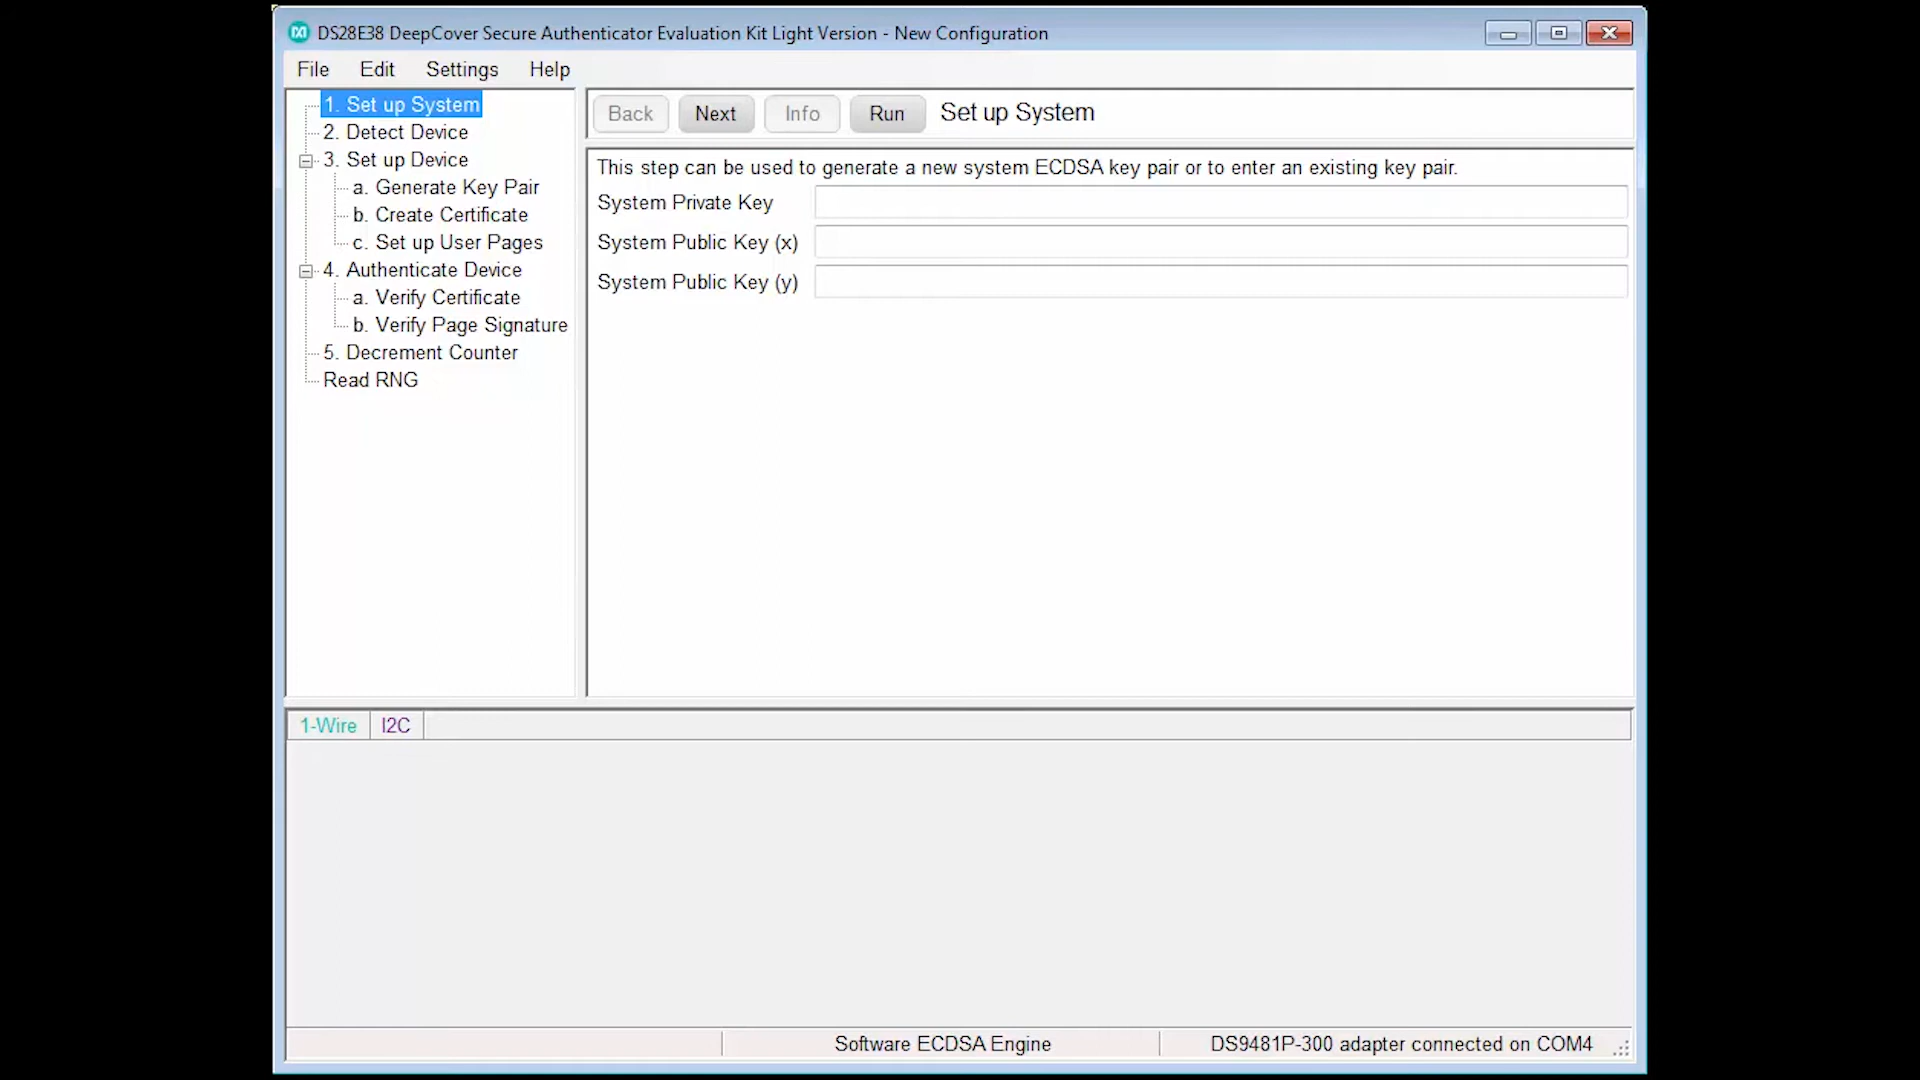 DS28E38 DeepCover Secure Authenticator Evaluation Kit Light Version - New Configuration
File Edit Settings Help
1. Set up System
2. Detect Device
3. Set up Device
a. Generate Key Pair
b. Create Certificate
c. Set up User Pages
4. Authenticate Device
a. Verify Certificate
b. Verify Page Signature
5. Decrement Counter
Read RNG
Back Next Info Run Set up System
This step can be used to generate a new system ECDSA key pair or to enter an existing key pair.
System Private Key
System Public Key (x)
System Public Key (y)
1-Wire I2C
Software ECDSA Engine DS9481P-300 adapter connected on COM4